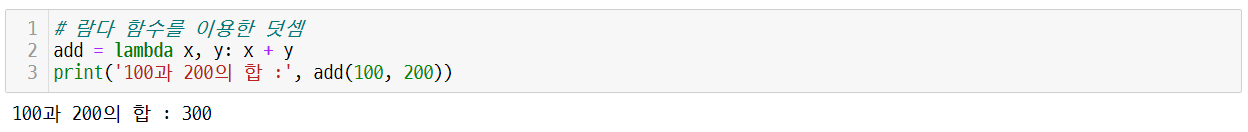 1 # 람다 함수를 이용한 덧셈
2 add = lambda x, y: x + y
3 print('100과 200의 합 :', add(100, 200))
100과 200의 합 : 300